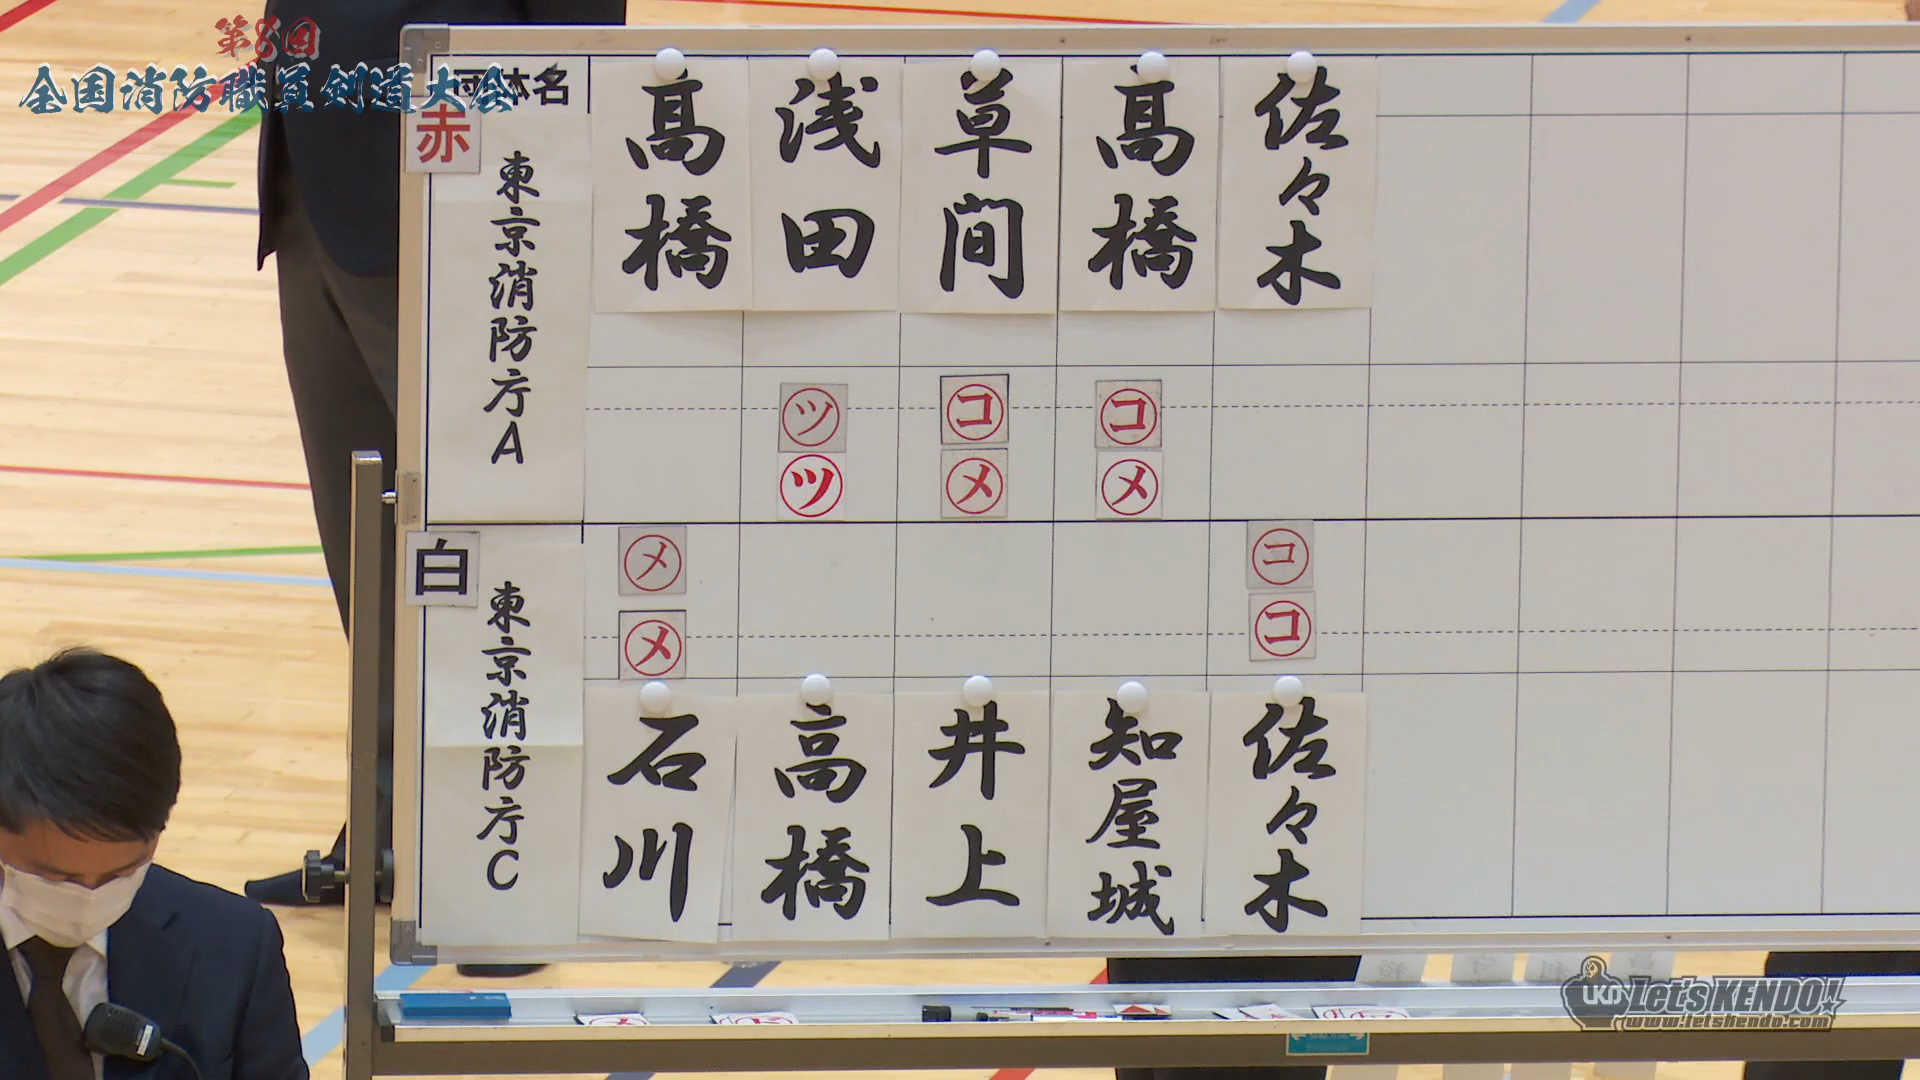 第8回
全国消防職員剣道大会
団体名
赤
東京消防庁A
髙橋
浅田
草間
髙橋
佐々木
ツ
コ
コ
ツ
メ
メ
白
東京消防庁C
メ
コ
メ
コ
石川
高橋
井上
知屋城
佐々木
LKD Let's KENDO!
www.letskendo.com